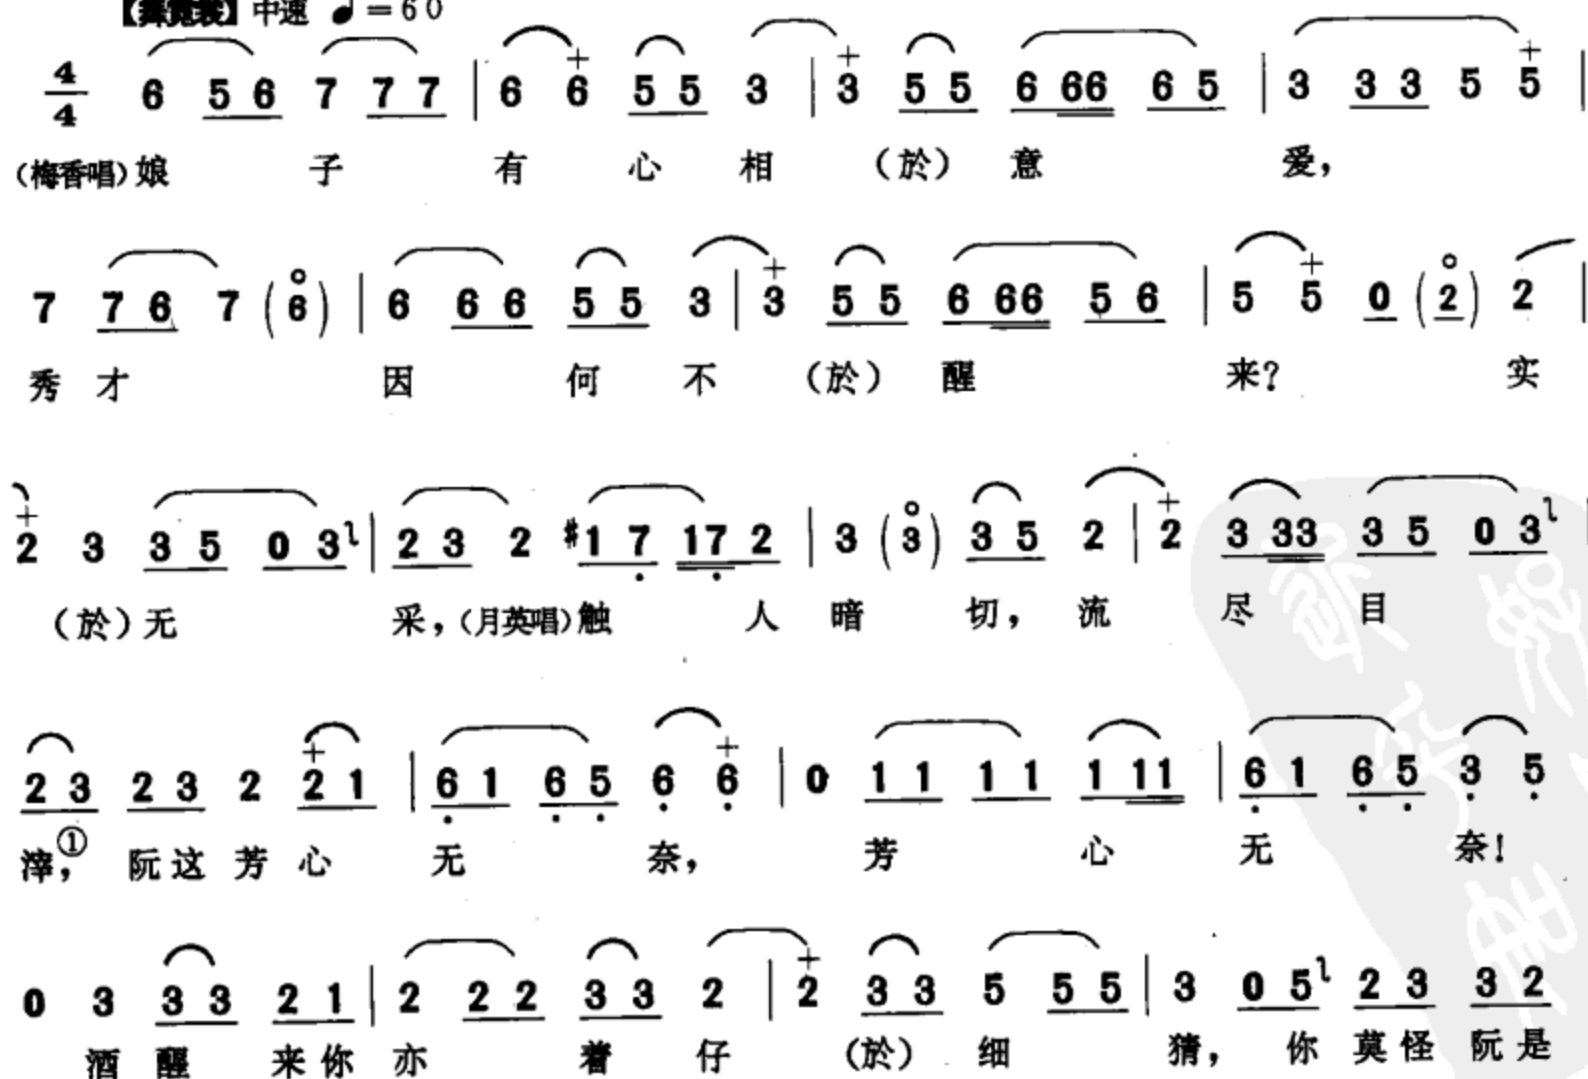 【舞霓裳】中速 ♩=60
4/4 6 5 6 7 7 7 | 6 6 5 5 3 | 3 5 5 6 66 6 5 | 3 3 3 5 5 |
(梅香唱)娘 子 有 心 相 (於) 意 爱,
7 7 6 7 (6) | 6 6 6 5 5 3 | 3 5 5 6 66 5 6 | 5 5 0 (2) 2 |
秀 才 因 何 不 (於) 醒 来? 实
2 3 3 5 0 3 | 2 3 2 #1 7 17 2 | 3 (3) 3 5 2 | 2 3 33 3 5 0 3 |
(於)无 采,(月英唱)触 人 暗 切, 流 尽 目
2 3 2 3 2 2 1 | 6 1 6 5 6 6 | 0 1 1 1 1 1 11 | 6 1 6 5 3 5
滓,① 阮这 芳 心 无 奈, 芳 心 无 奈!
0 3 3 3 2 1 | 2 2 2 3 3 2 | 2 3 3 5 5 5 | 3 0 5 2 3 3 2
酒 醒 来 你 亦 着 仔 (於) 细 猜, 你 莫 怪 阮 是